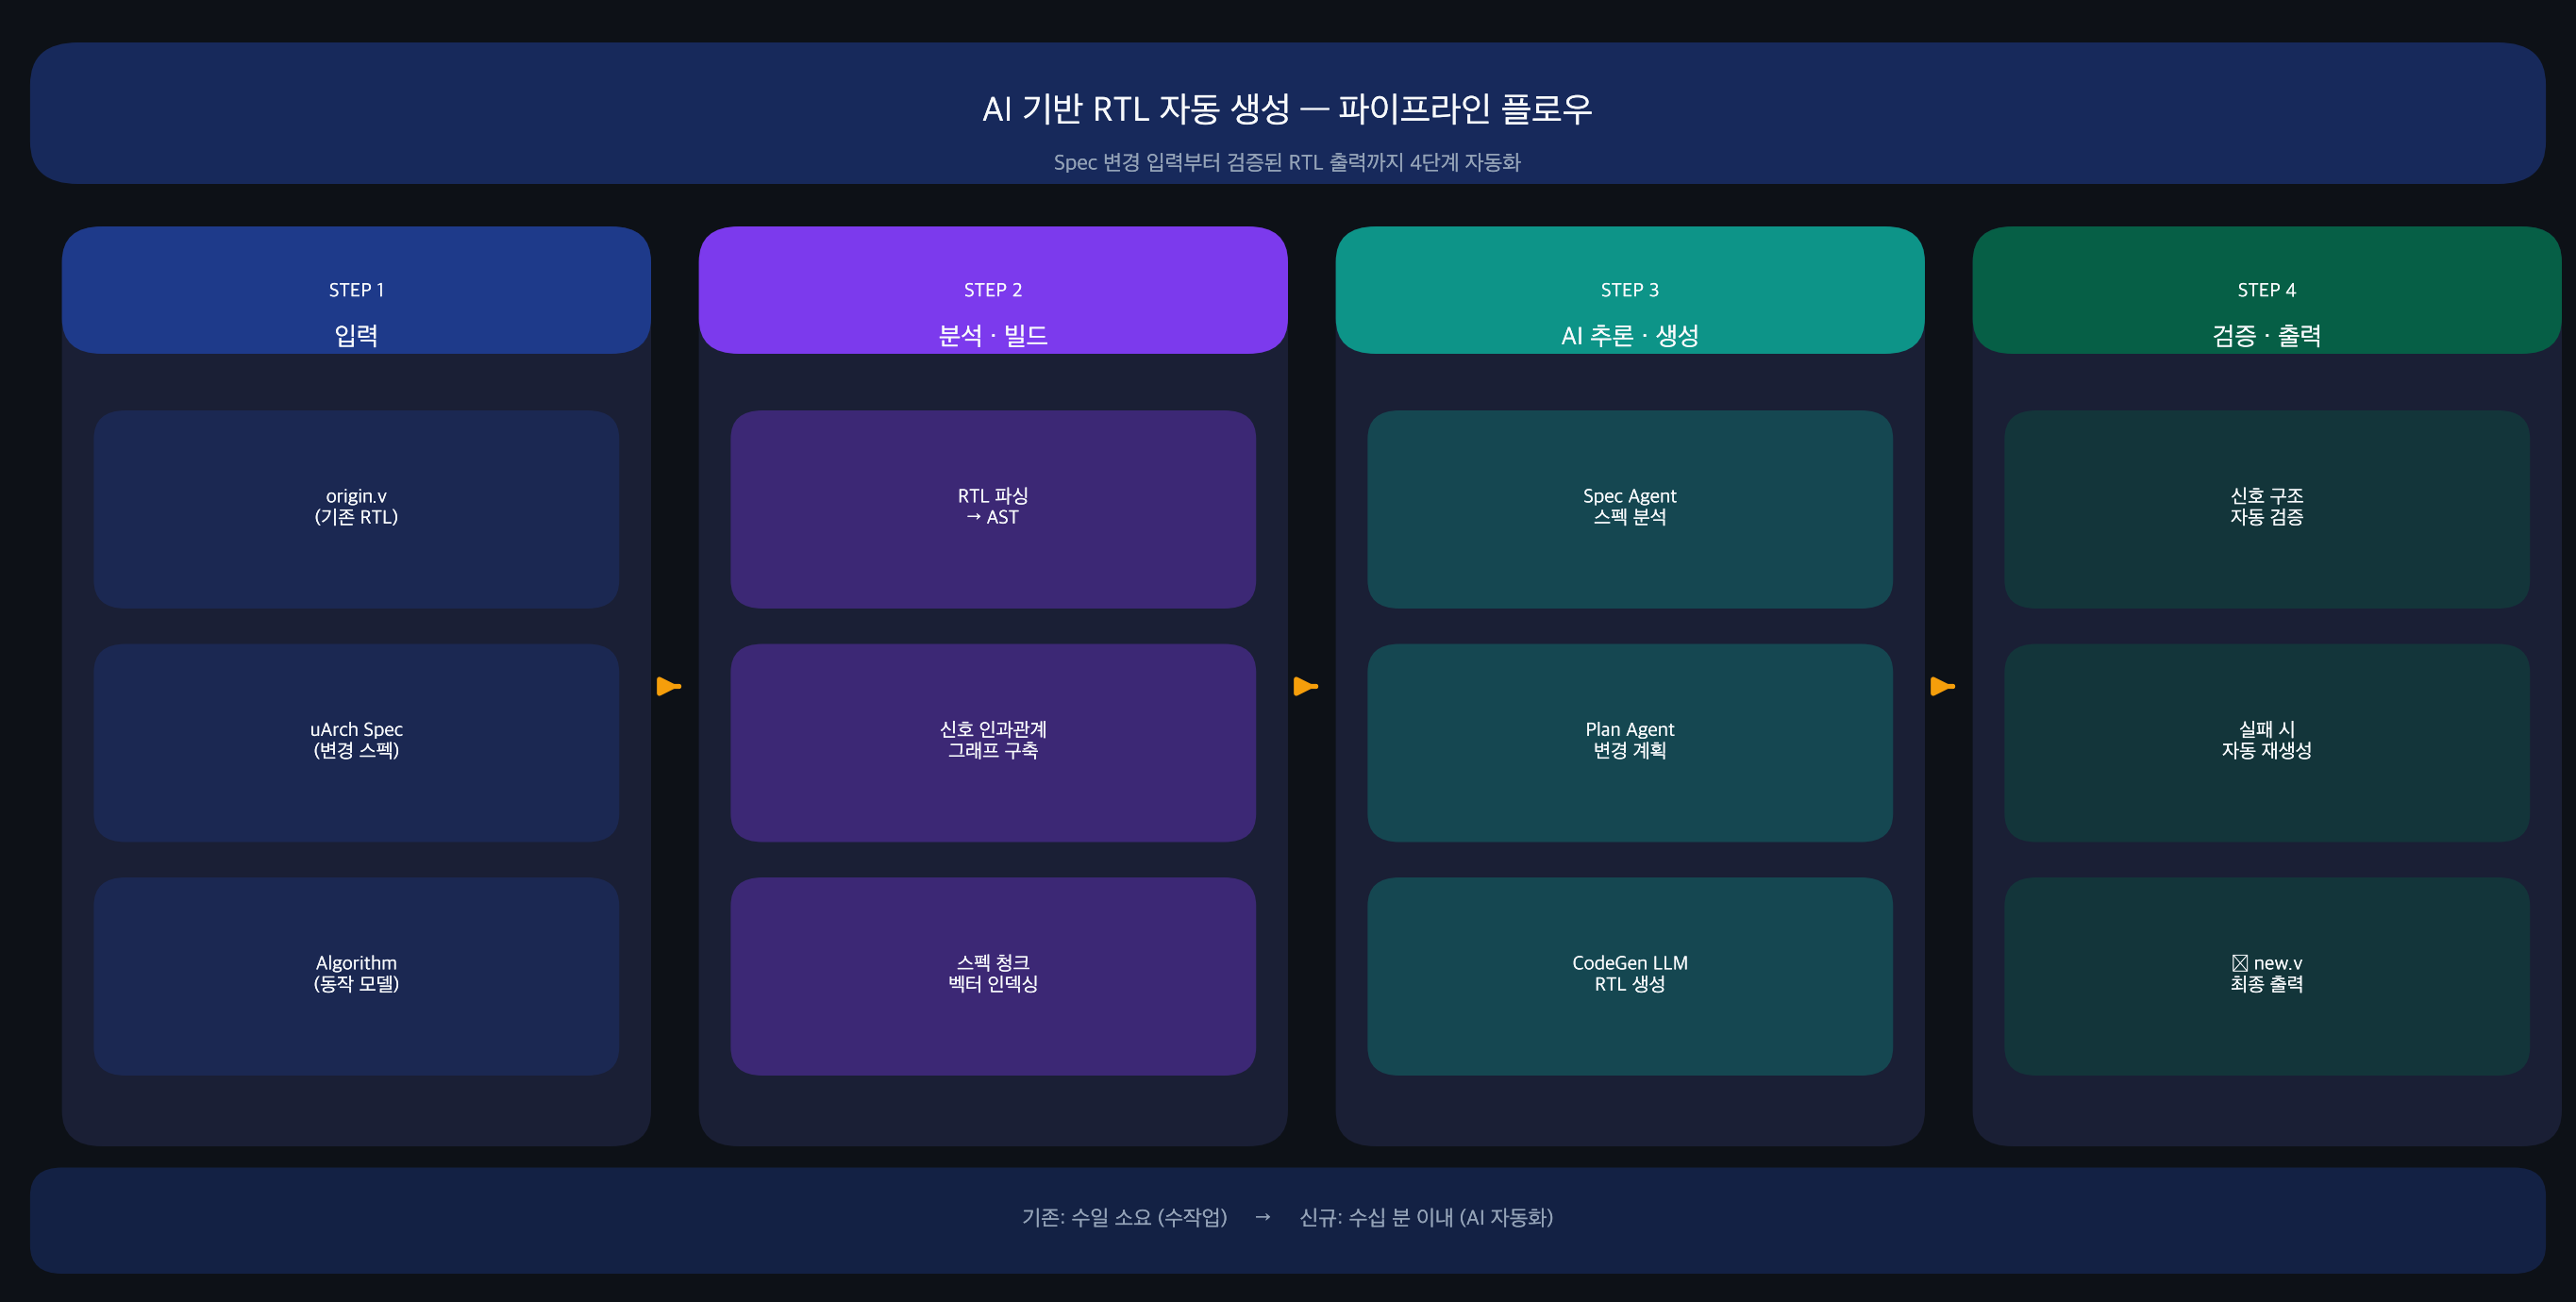 AI 기반 RTL 자동 생성 — 파이프라인 플로우
Spec 변경 입력부터 검증된 RTL 출력까지 4단계 자동화
STEP 1
입력
origin.v
(기존 RTL)
uArch Spec
(변경 스펙)
Algorithm
(동작 모델)
STEP 2
분석 · 빌드
RTL 파싱
→ AST
신호 인과관계
그래프 구축
스펙 청크
벡터 인덱싱
STEP 3
AI 추론 · 생성
Spec Agent
스펙 분석
Plan Agent
변경 계획
CodeGen LLM
RTL 생성
STEP 4
검증 · 출력
신호 구조
자동 검증
실패 시
자동 재생성
new.v
최종 출력
기존: 수일 소요 (수작업) → 신규: 수십 분 이내 (AI 자동화)